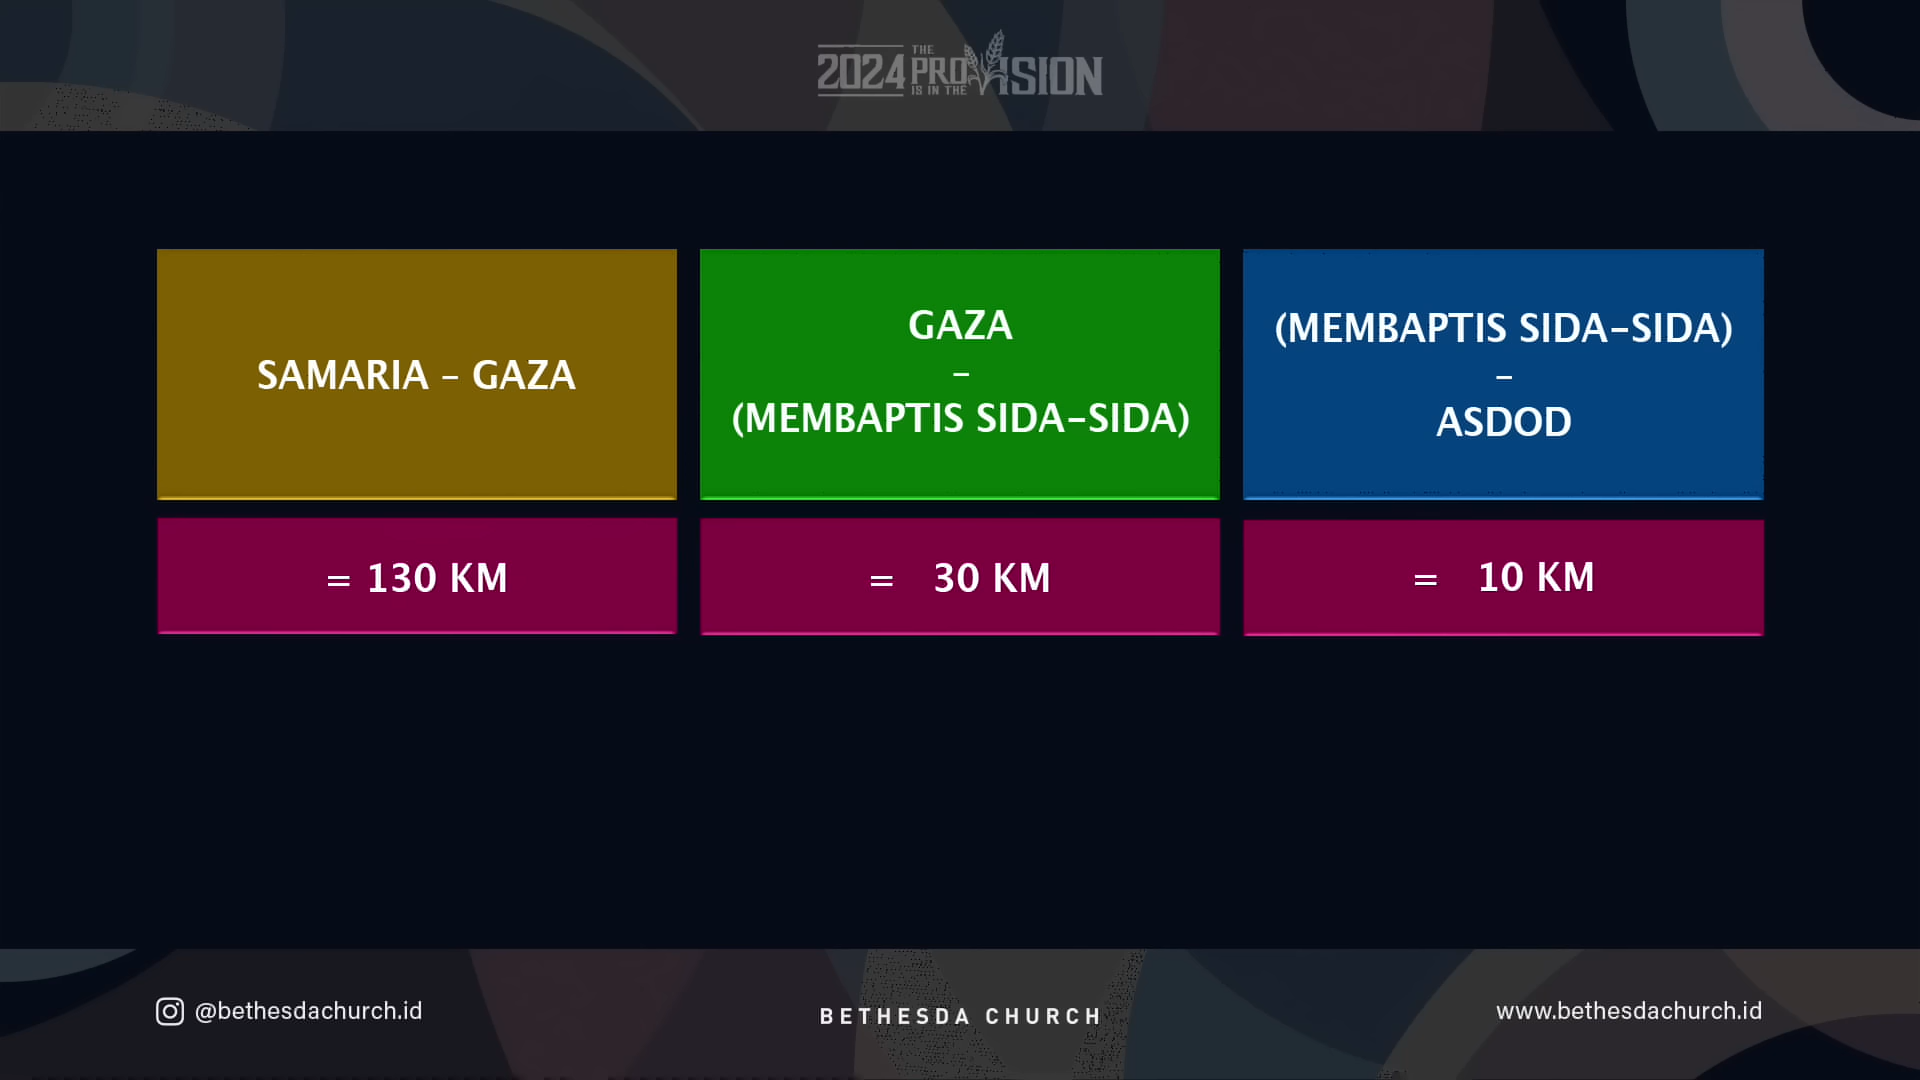 2024 THE PROVISION IS IN THE
SAMARIA – GAZA
GAZA
–
(MEMBAPTIS SIDA–SIDA)
(MEMBAPTIS SIDA–SIDA)
–
ASDOD
= 130 KM
= 30 KM
= 10 KM
@bethesdachurch.id
BETHESDA CHURCH
www.bethesdachurch.id